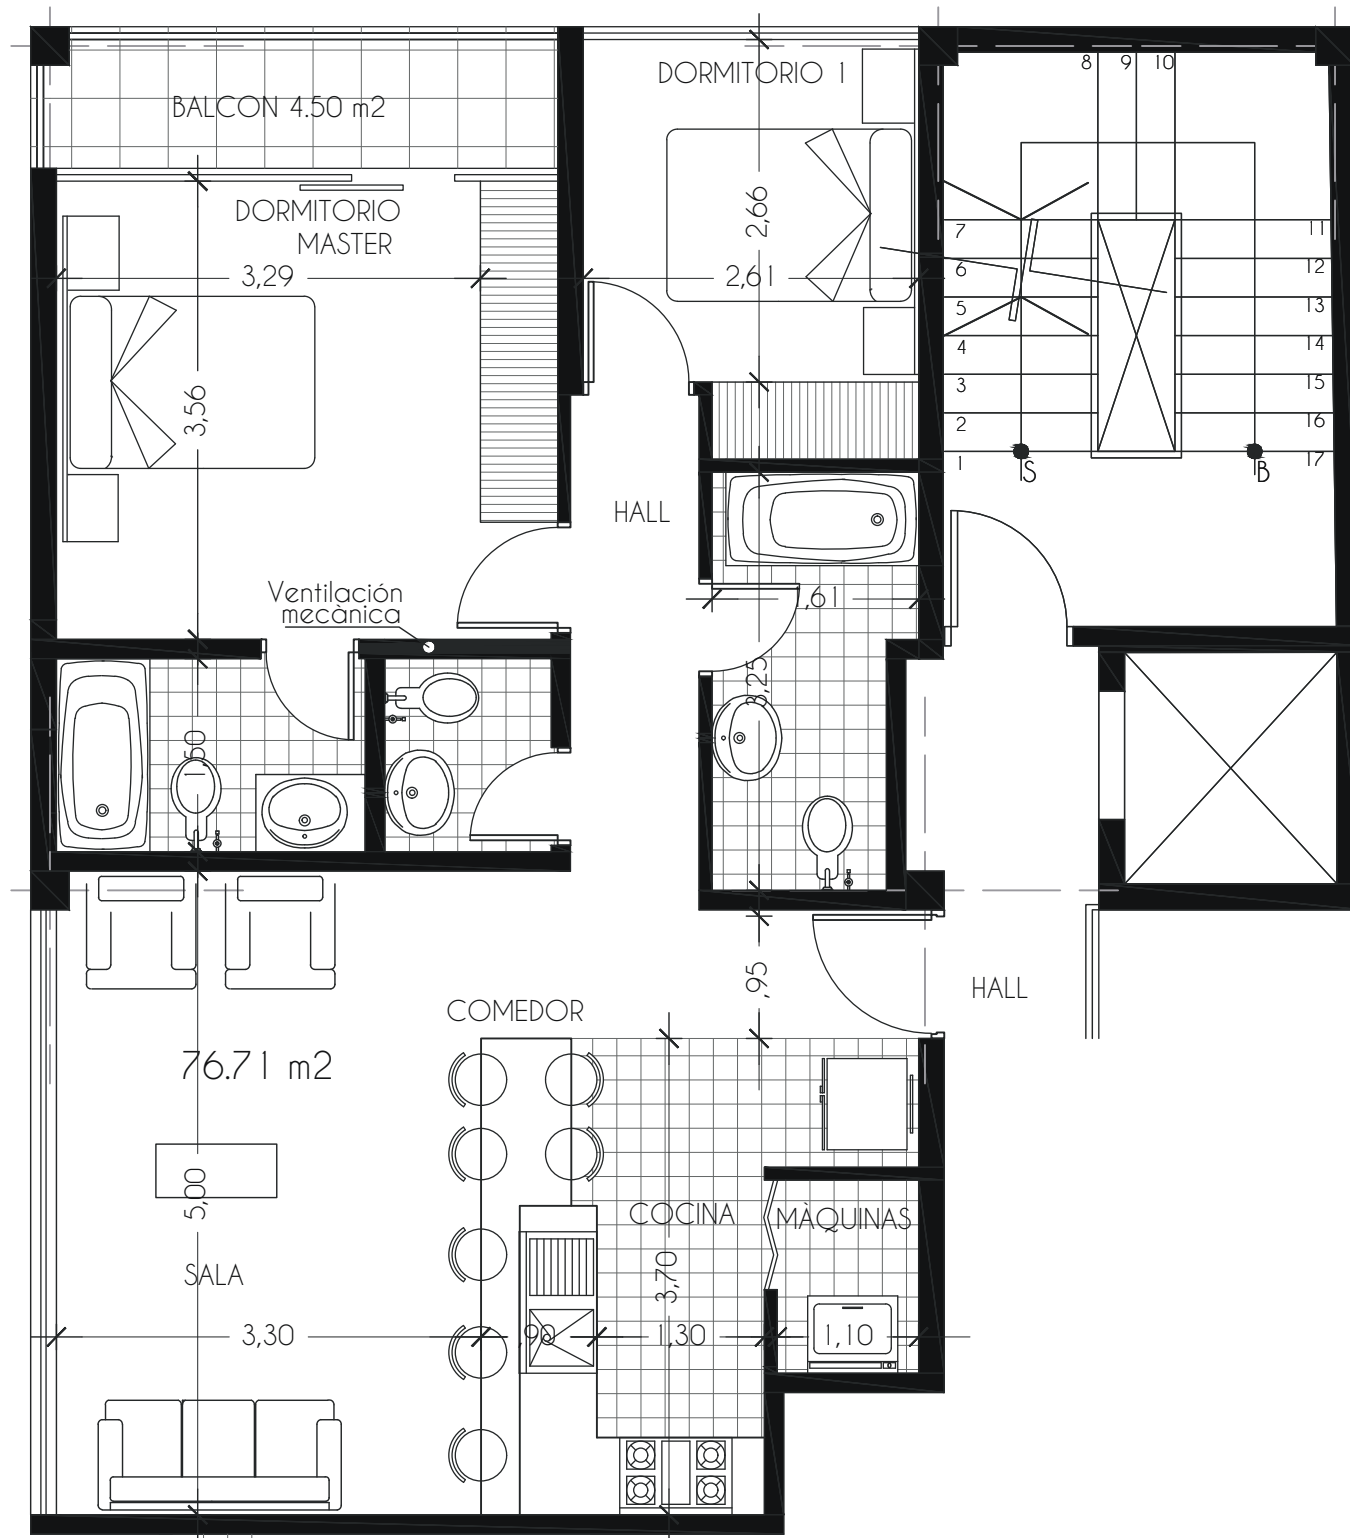 8
9
10
DORMITORIO 1
BALCON 4.50 m2
DORMITORIO
MASTER
2,66
3,29
2,61
7
11
6
12
5
13
4
14
3
15
2
16
1
17
S
B
3,56
HALL
Ventilación
mecànica
,61
3,25
HALL
,95
COMEDOR
76.71 m2
5,00
COCINA
MÀQUINAS
3,70
SALA
3,30
,90
1,30
1,10